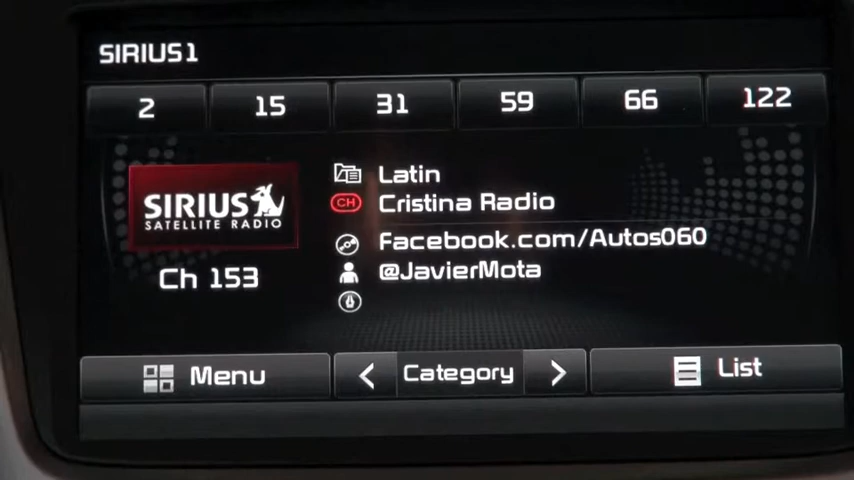 SIRIUS1
2 15 31 59 66 122
SIRIUS
SATELLITE RADIO
Ch 153
Latin
CH Cristina Radio
Facebook.com/Autos060
@JavierMota
Menu < Category > List